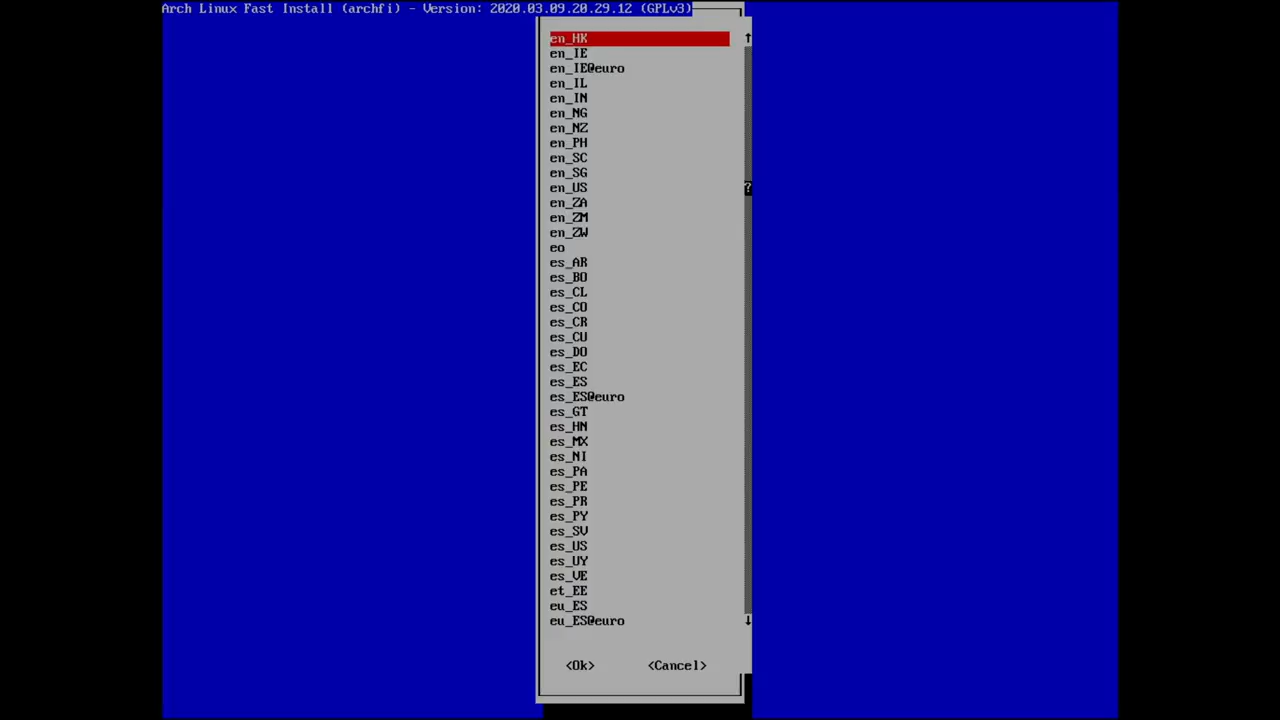 Arch Linux Fast Install (archfi) - Version: 2020.03.09.20.29.12 (GPLv3)
en_HK
en_IE
en_IE@euro
en_IL
en_IN
en_NG
en_NZ
en_PH
en_SC
en_SG
en_US
en_ZA
en_ZM
en_ZW
eo
es_AR
es_BO
es_CL
es_CO
es_CR
es_CU
es_DO
es_EC
es_ES
es_ES@euro
es_GT
es_HN
es_MX
es_NI
es_PA
es_PE
es_PR
es_PY
es_SV
es_US
es_UY
es_VE
et_EE
eu_ES
eu_ES@euro
<Ok> <Cancel>
↑
?
↓